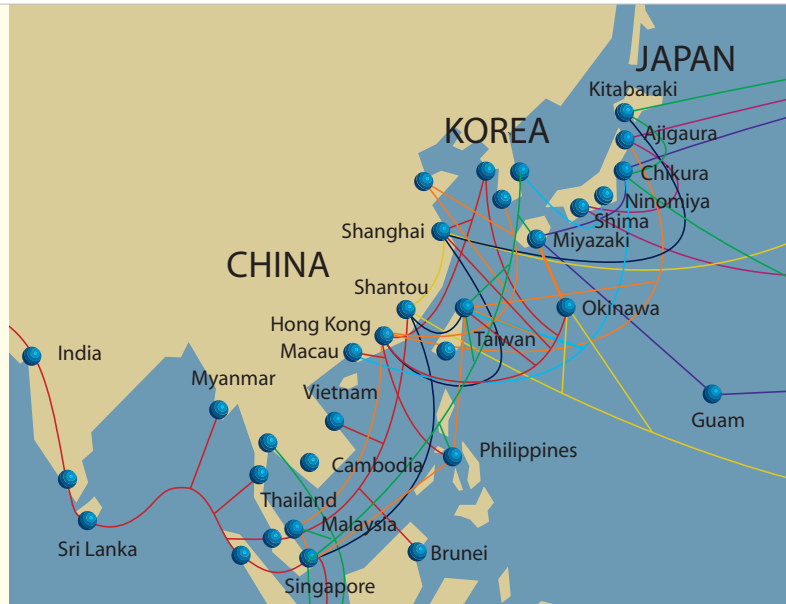 JAPAN
Kitabaraki
KOREA
Ajigaura
Chikura
Ninomiya
Shima
Shanghai
Miyazaki
CHINA
Shantou
Hong Kong
Okinawa
Taiwan
Macau
India
Myanmar
Vietnam
Guam
Philippines
Cambodia
Thailand
Malaysia
Sri Lanka
Brunei
Singapore